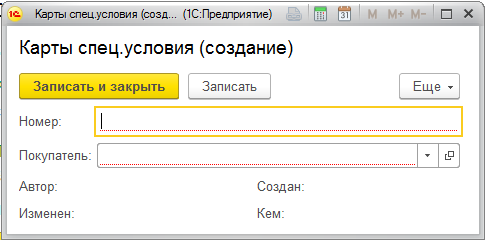 Карты спец.условия (созд... (1С:Предприятие)
31 M M+ M-
Карты спец.условия (создание)
Записать и закрыть Записать Еще
Номер:
Покупатель:
Автор: Создан:
Изменен: Кем: